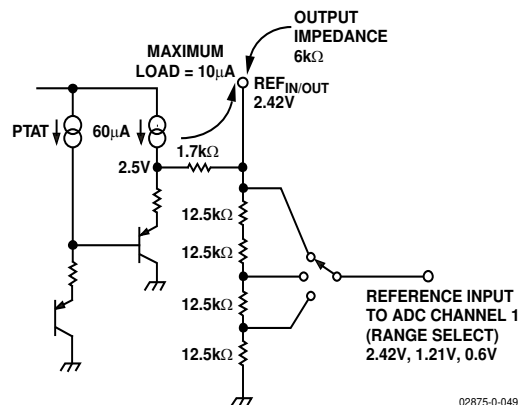 OUTPUT
IMPEDANCE
6kΩ
MAXIMUM
LOAD = 10μA
REFIN/OUT
2.42V
PTAT
60μA
1.7kΩ
2.5V
12.5kΩ
12.5kΩ
12.5kΩ
12.5kΩ
REFERENCE INPUT
TO ADC CHANNEL 1
(RANGE SELECT)
2.42V, 1.21V, 0.6V
02875-0-049